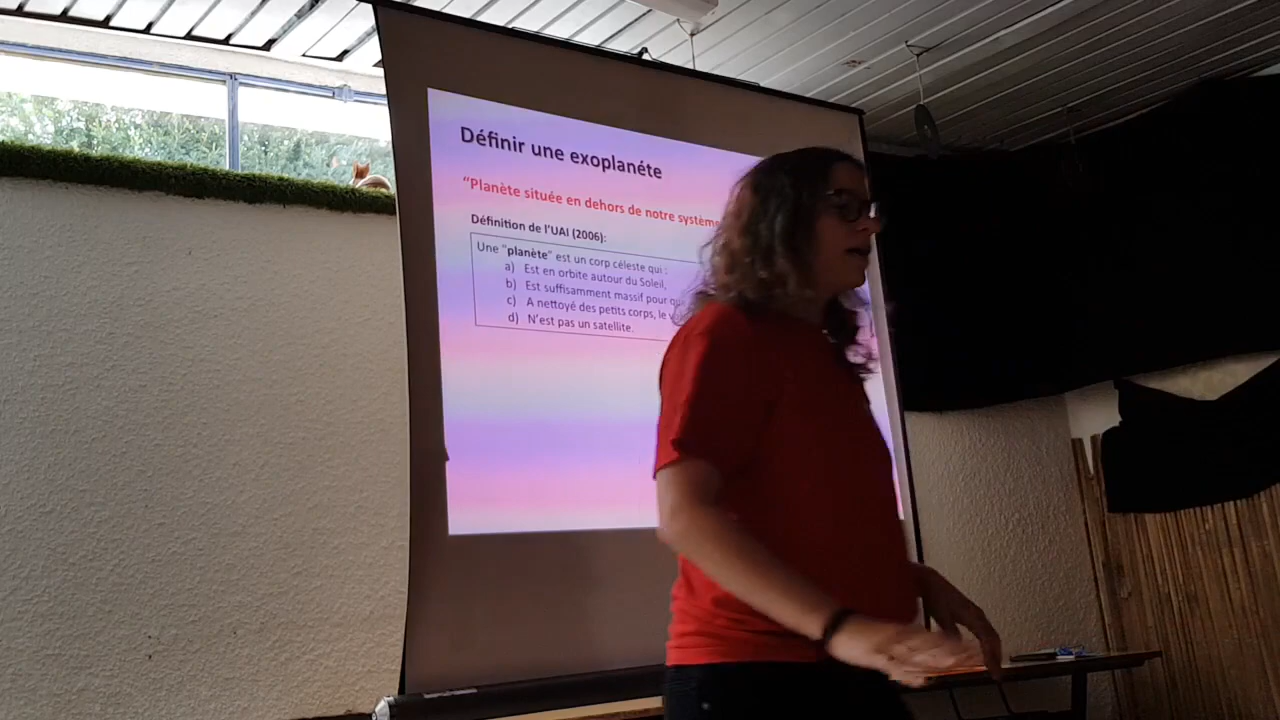 Définir une exoplanéte
“Planète située en dehors de notre système
Définition de l'UAI (2006):
Une “planète” est un corp céleste qui :
a) Est en orbite autour du Soleil,
b) Est suffisamment massif pour
c) A nettoyé des petits corps, le
d) N'est pas un satellite.